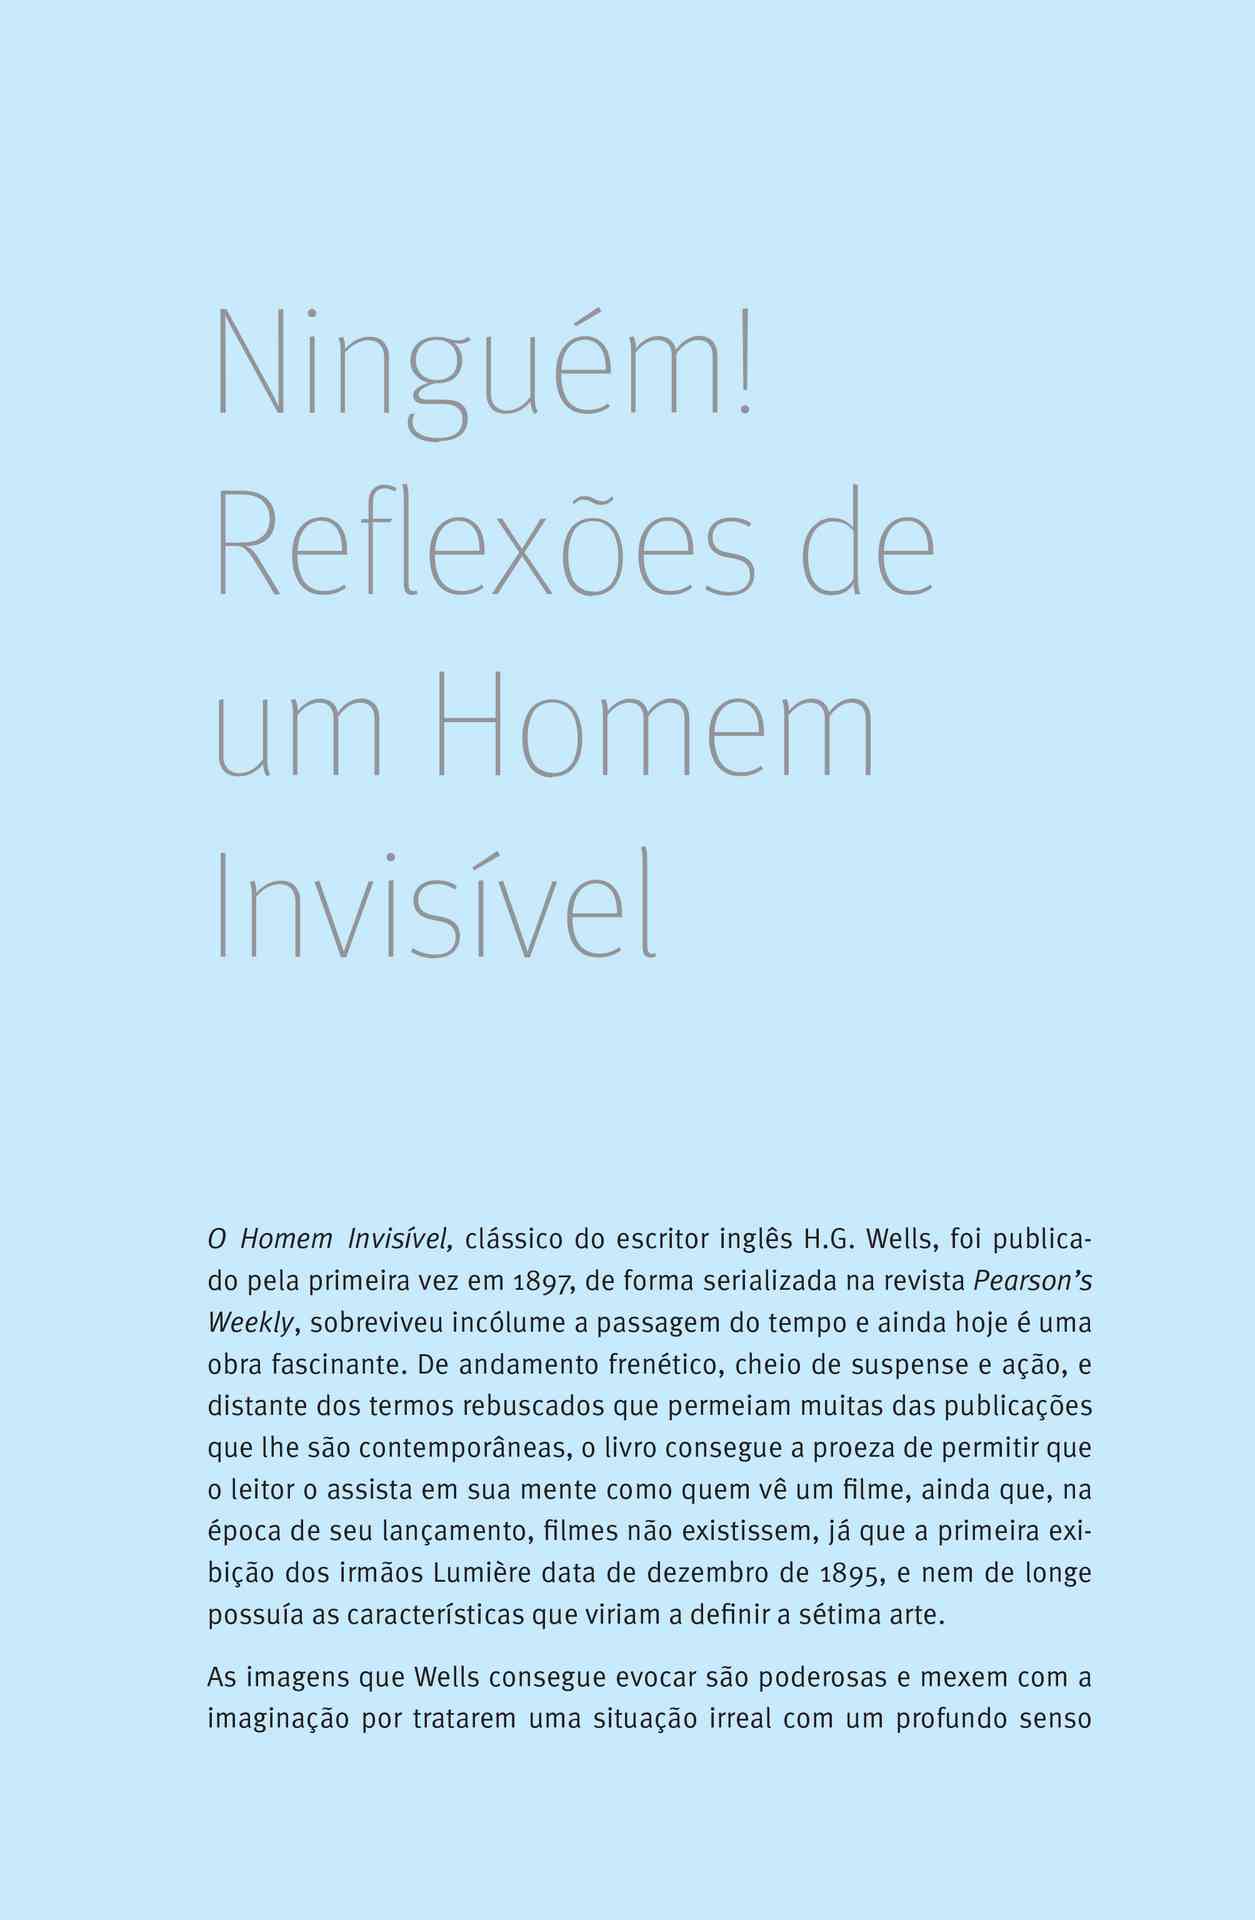 Ninguém!
Reflexões de
um Homem
Invisível
O Homem Invisível, clássico do escritor inglês H.G. Wells, foi publica-
do pela primeira vez em 1897, de forma serializada na revista Pearson’s
Weekly, sobreviveu incólume a passagem do tempo e ainda hoje é uma
obra fascinante. De andamento frenético, cheio de suspense e ação, e
distante dos termos rebuscados que permeiam muitas das publicações
que lhe são contemporâneas, o livro consegue a proeza de permitir que
o leitor o assista em sua mente como quem vê um filme, ainda que, na
época de seu lançamento, filmes não existissem, já que a primeira exi-
bição dos irmãos Lumière data de dezembro de 1895, e nem de longe
possuía as características que viriam a definir a sétima arte.
As imagens que Wells consegue evocar são poderosas e mexem com a
imaginação por tratarem uma situação irreal com um profundo senso